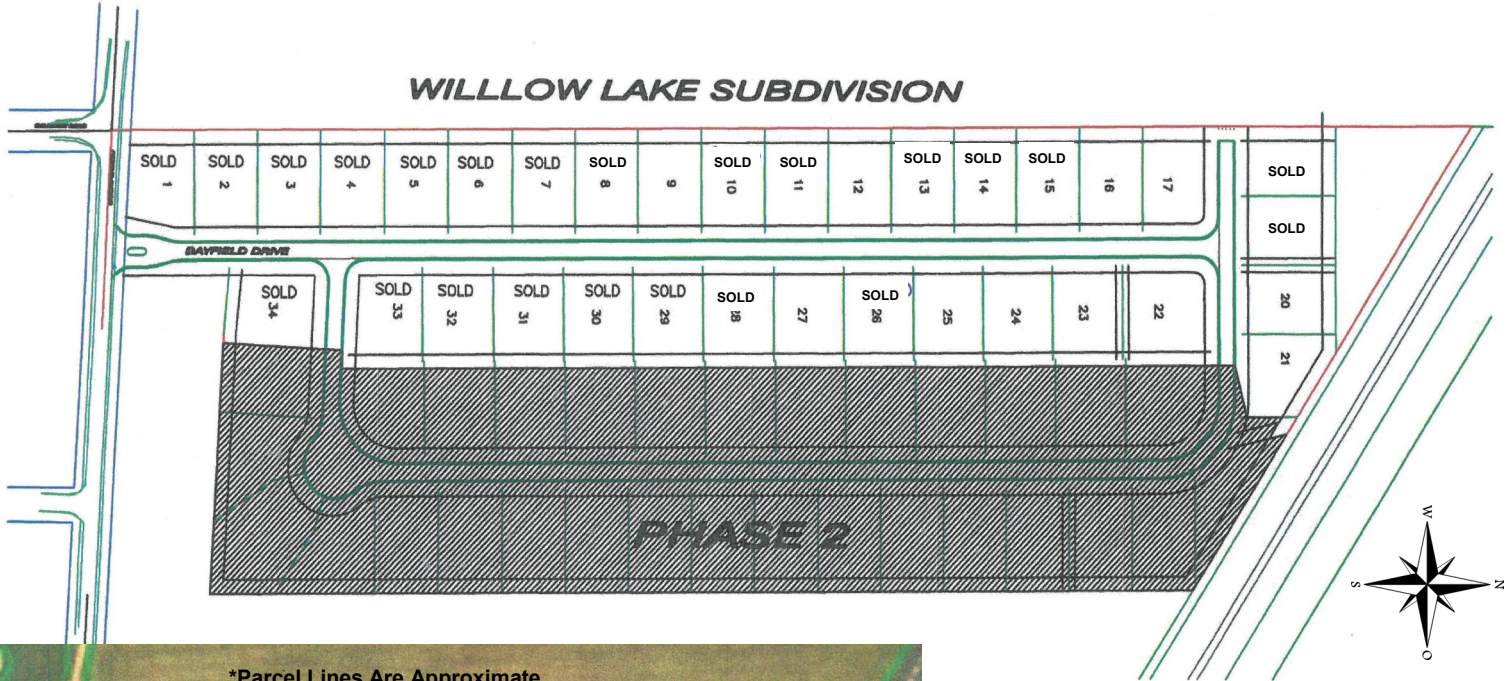 WILLLOW LAKE SUBDIVISION
SOLD 1
SOLD 2
SOLD 3
SOLD 4
SOLD 5
SOLD 6
SOLD 7
SOLD 8
9
SOLD 10
SOLD 11
12
SOLD 13
SOLD 14
SOLD 15
16
17
SOLD
SOLD
BAYFIELD DRIVE
SOLD 34
SOLD 33
SOLD 32
SOLD 31
SOLD 30
SOLD 29
SOLD
27
SOLD 26
25
24
23
22
20
21
PHASE 2
W
S
N
O
*Parcel Lines Are Approximate